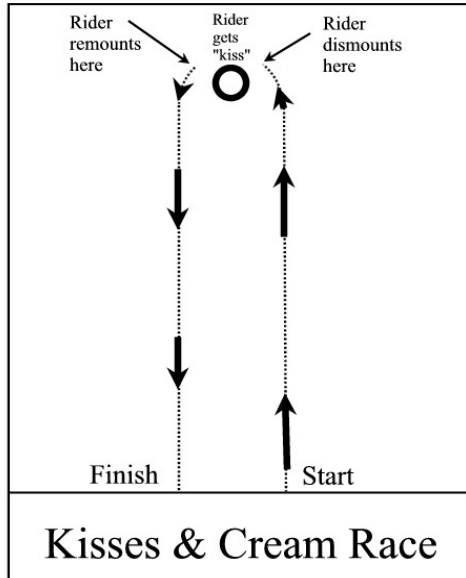 Rider
remounts
here
Rider
gets
"kiss"
Rider
dismounts
here
Finish
Start
Kisses & Cream Race